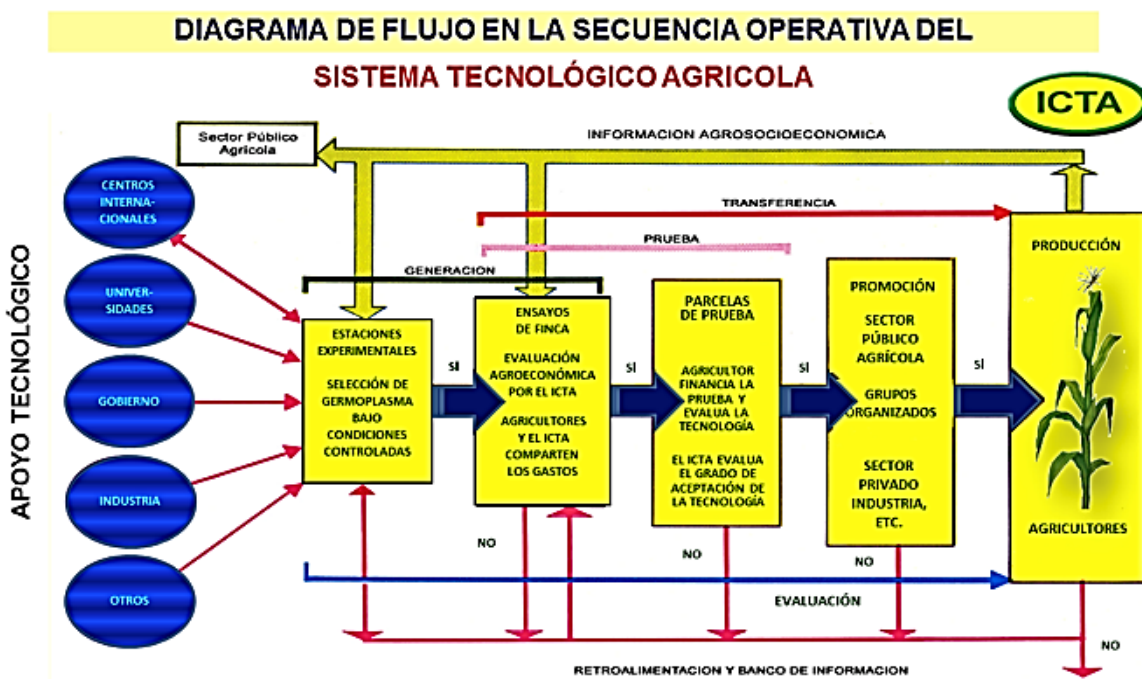 DIAGRAMA DE FLUJO EN LA SECUENCIA OPERATIVA DEL
SISTEMA TECNOLÓGICO AGRICOLA
ICTA
Sector Público
Agrícola
INFORMACION AGROSOCIOECONOMICA
APOYO TECNOLÓGICO
CENTROS
INTERNA-
CIONALES
UNIVER-
SIDADES
GOBIERNO
INDUSTRIA
OTROS
TRANSFERENCIA
PRUEBA
GENERACION
ESTACIONES
EXPERIMENTALES
SELECCIÓN DE
GERMOPLASMA
BAJO
CONDICIONES
CONTROLADAS
SÍ
ENSAYOS
DE FINCA
EVALUACIÓN
AGROECONÓMICA
POR EL ICTA
AGRICULTORES
Y EL ICTA
COMPARTEN
LOS GASTOS
SÍ
PARCELAS
DE PRUEBA
AGRICULTOR
FINANCIA LA
PRUEBA Y
EVALUA LA
TECNOLOGÍA
EL ICTA EVALUA
EL GRADO DE
ACEPTACIÓN DE
LA TECNOLOGÍA
SÍ
PROMOCIÓN
SECTOR
PÚBLICO
AGRÍCOLA
GRUPOS
ORGANIZADOS
SECTOR
PRIVADO
INDUSTRIA,
ETC.
SÍ
PRODUCCIÓN
AGRICULTORES
NO
NO
NO
NO
EVALUACIÓN
RETROALIMENTACION Y BANCO DE INFORMACION